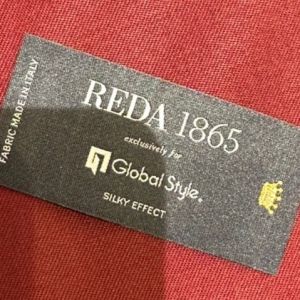 FABRIC MADE IN ITALY
REDA 1865
exclusively for
Global Style®
SILKY EFFECT